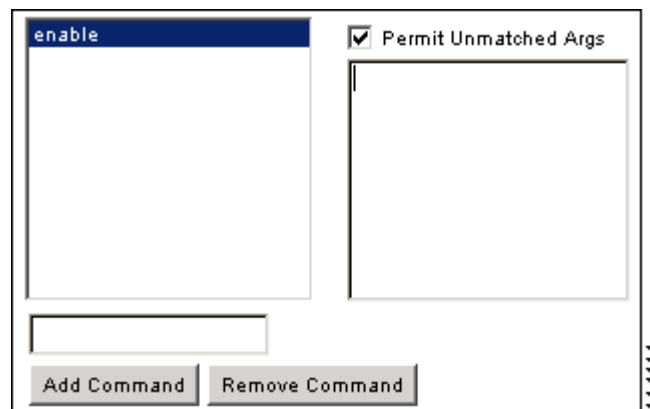 enable
Permit Unmatched Args
Add Command
Remove Command